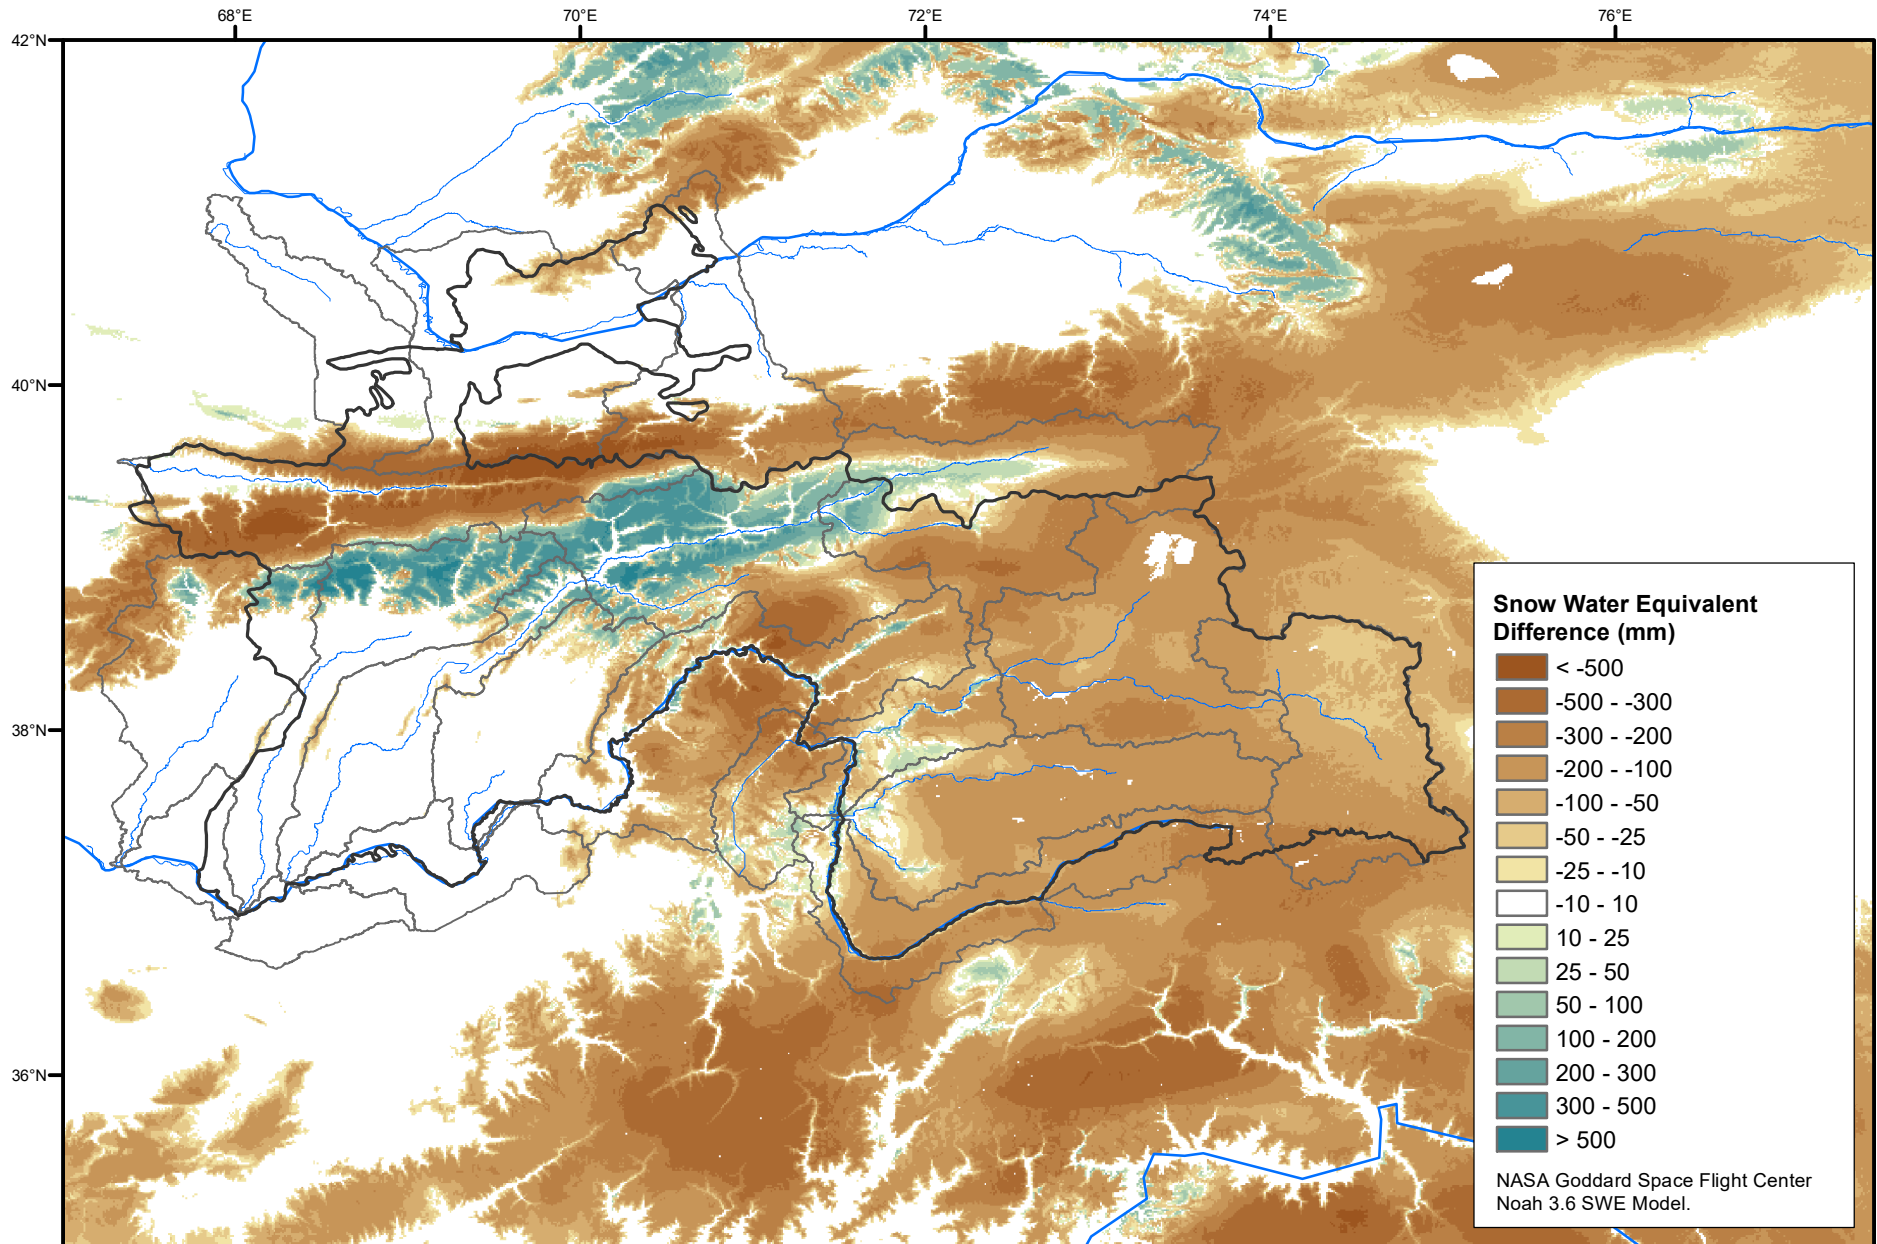 68°E
70°E
72°E
74°E
76°E
42°N
40°N
38°N
36°N
Snow Water Equivalent
Difference (mm)
< -500
-500 - -300
-300 - -200
-200 - -100
-100 - -50
-50 - -25
-25 - -10
-10 - 10
10 - 25
25 - 50
50 - 100
100 - 200
200 - 300
300 - 500
> 500
NASA Goddard Space Flight Center
Noah 3.6 SWE Model.